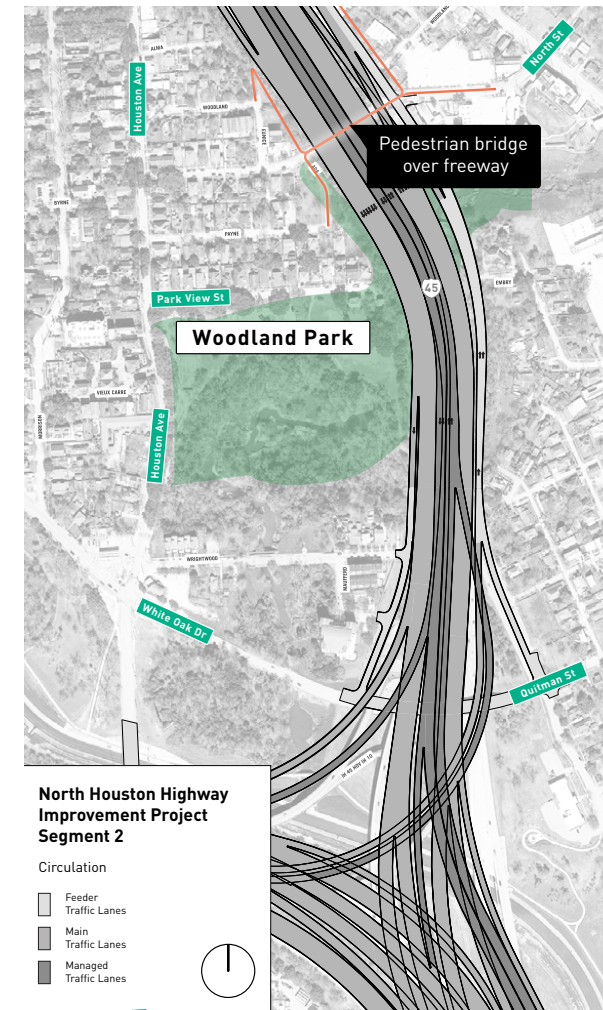 WOODLAND
North St
ALMA
Houston Ave
WOODLAND
Pedestrian bridge
over freeway
BYRNE
PAYNE
45
EMBRY
Park View St
Woodland Park
VIEUX CARRE
MORRISON
Houston Ave
WRIGHTWOOD
White Oak Dr
Quitman St
North Houston Highway
Improvement Project
Segment 2
Circulation
Feeder
Traffic Lanes
Main
Traffic Lanes
Managed
Traffic Lanes